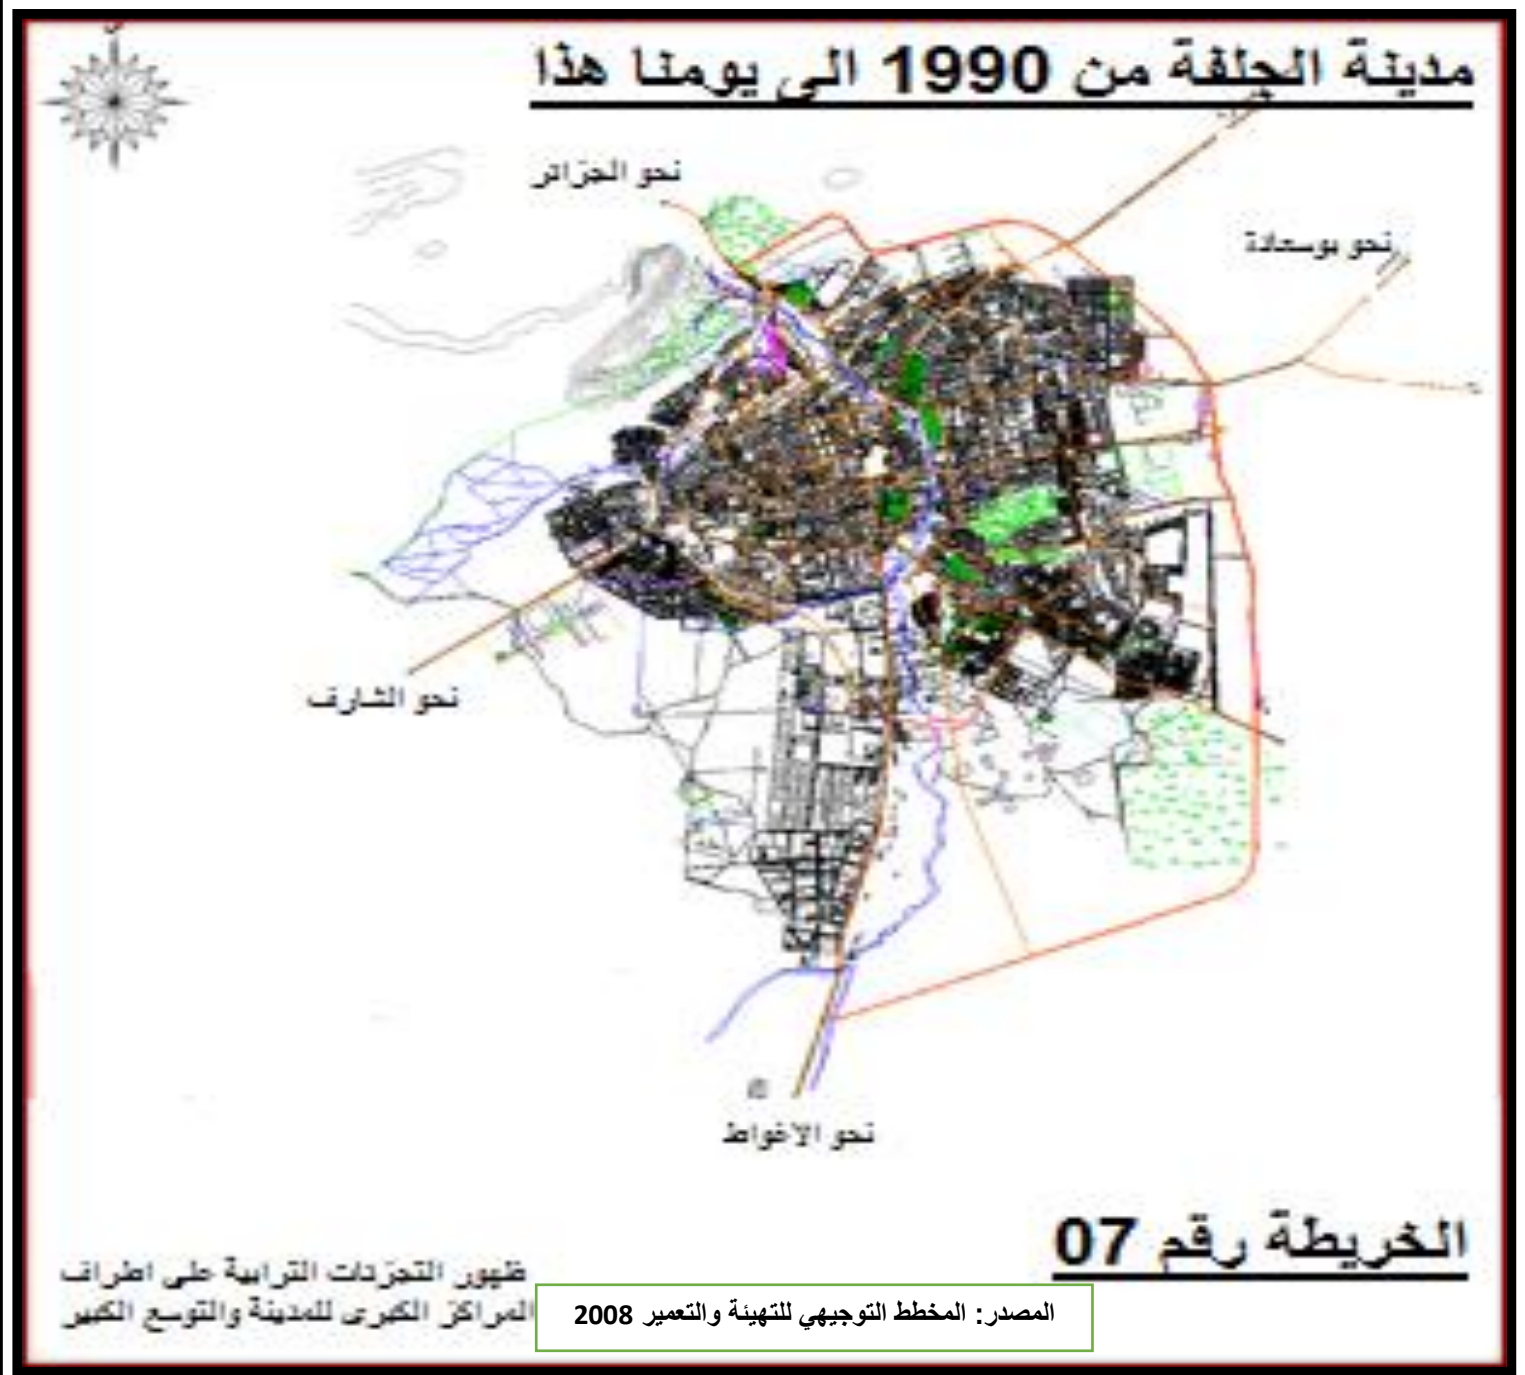 مدينة الجلفة من 1990 الى يومنا هذا
نحو الجزائر
نحو بوسعادة
نحو الشارف
نحو الاغواط
الخريطة رقم 07
ظهور التجزئات الترابية على اطراف
المراكز الكبرى للمدينة والتوسع الكبير
المصدر: المخطط التوجيهي للتهيئة والتعمير 2008